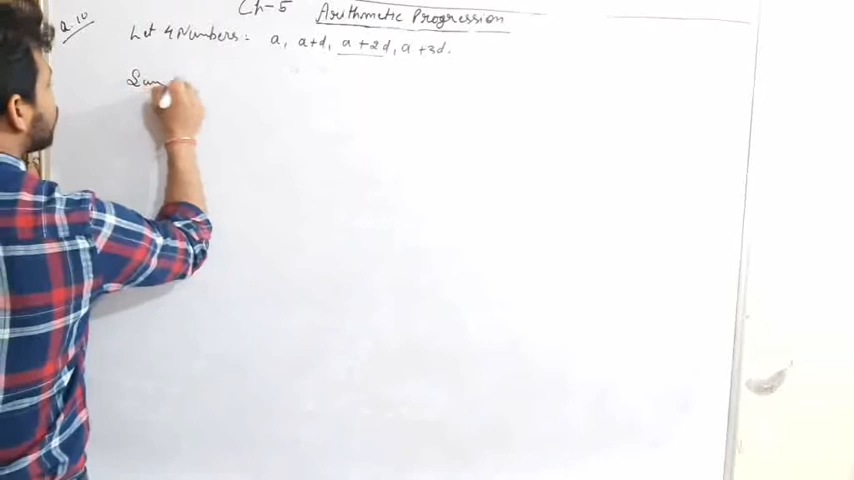 Ch-5 Arithmetic Progression
Q.10
Let 4 Numbers:- a, a+d, a+2d, a+3d.
Sum